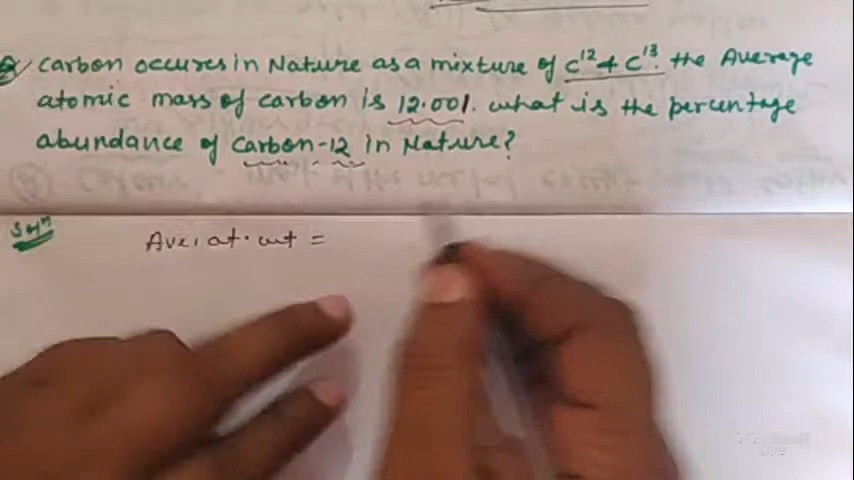 Carbon occures in Nature as a mixture of C¹² & C¹³. the Average
atomic mass of carbon is 12.001. what is the percentage
abundance of carbon-12 in Nature?
Solⁿ
Ave. at. wt =